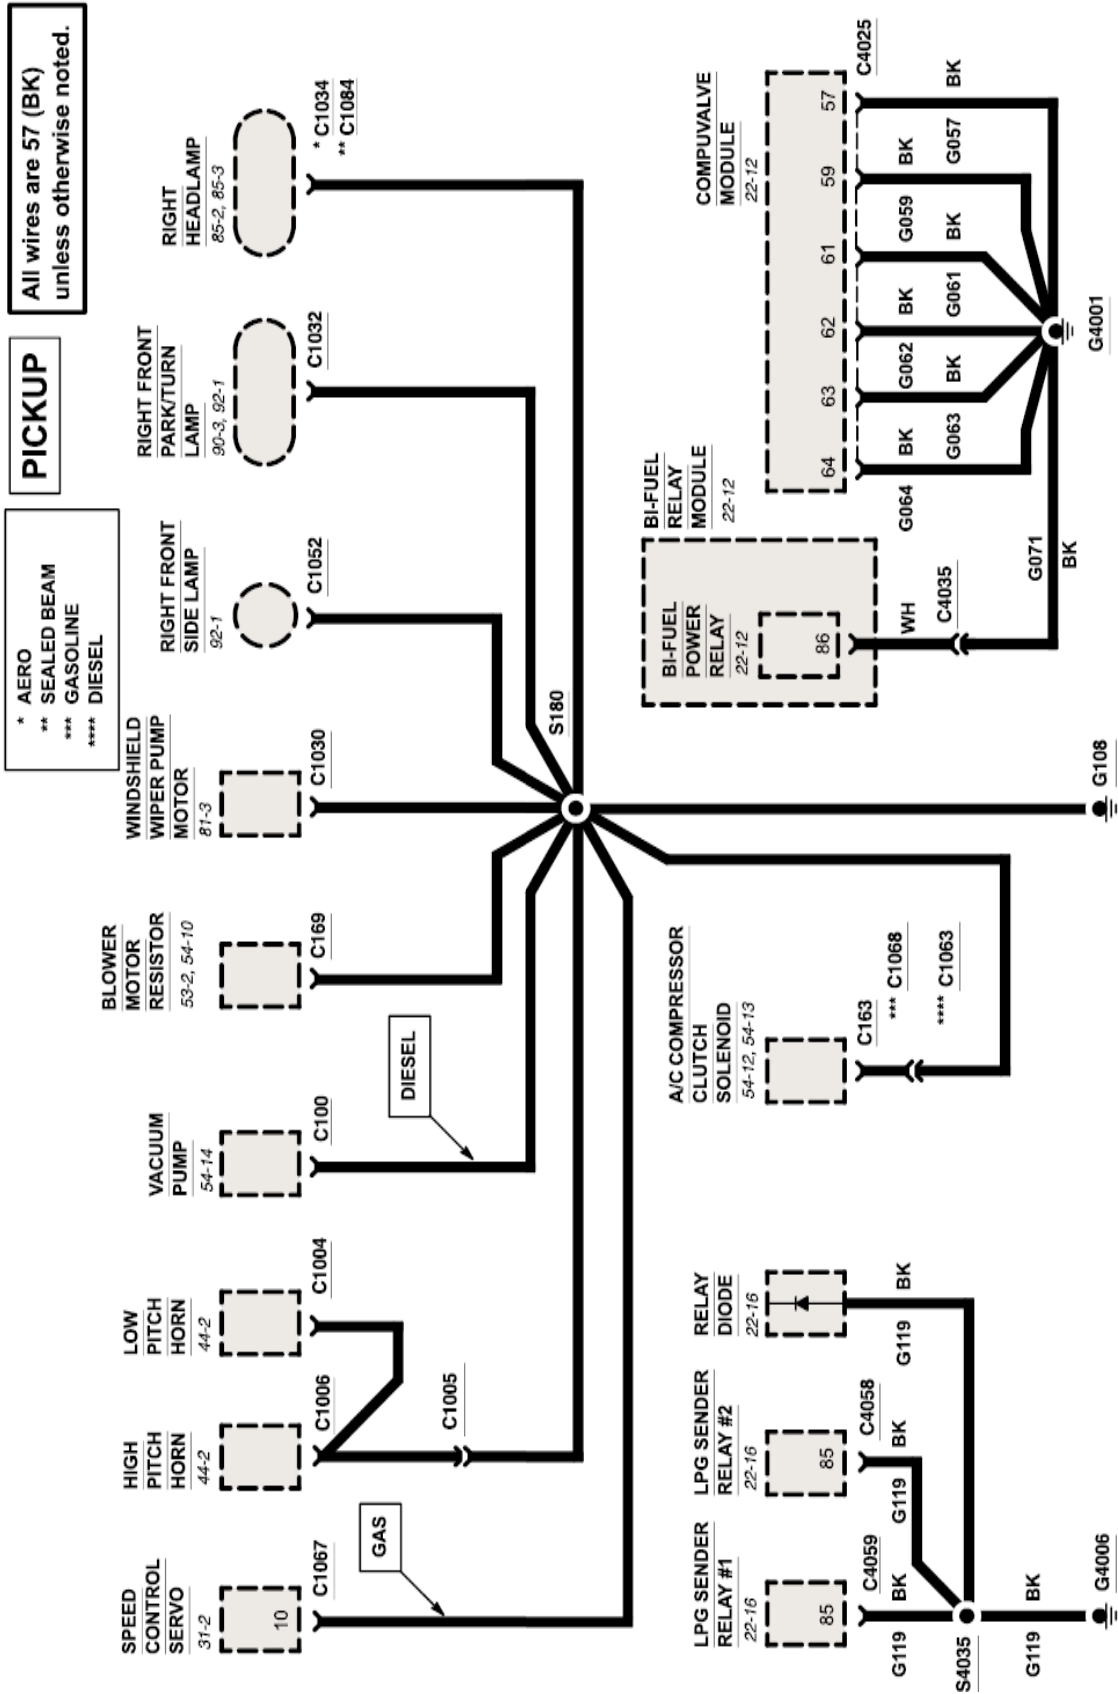 * AERO
** SEALED BEAM
*** GASOLINE
**** DIESEL
PICKUP
All wires are 57 (BK)
unless otherwise noted.
SPEED
CONTROL
SERVO
31-2
10
C1067
GAS
HIGH
PITCH
HORN
44-2
C1006
C1005
LOW
PITCH
HORN
44-2
C1004
VACUUM
PUMP
54-14
C100
DIESEL
BLOWER
MOTOR
RESISTOR
53-2, 54-10
C169
WINDSHIELD
WIPER PUMP
MOTOR
81-3
C1030
RIGHT FRONT
SIDE LAMP
92-1
C1052
RIGHT FRONT
PARK/TURN
LAMP
90-3, 92-1
C1032
RIGHT
HEADLAMP
85-2, 85-3
* C1034
** C1084
S180
LPG SENDER
RELAY #1
22-16
85
C4059
G119
BK
LPG SENDER
RELAY #2
22-16
85
C4058
G119
BK
RELAY
DIODE
22-16
G119
BK
S4035
G119
BK
G4006
A/C COMPRESSOR
CLUTCH
SOLENOID
54-12, 54-13
C163
*** C1068
**** C1063
G108
BI-FUEL
RELAY
MODULE
22-12
BI-FUEL
POWER
RELAY
22-12
86
WH
C4035
G071
BK
COMPUVALVE
MODULE
22-12
64
63
62
61
59
57
C4025
G064
BK
G063
BK
G062
BK
G061
BK
G059
BK
G057
BK
G4001